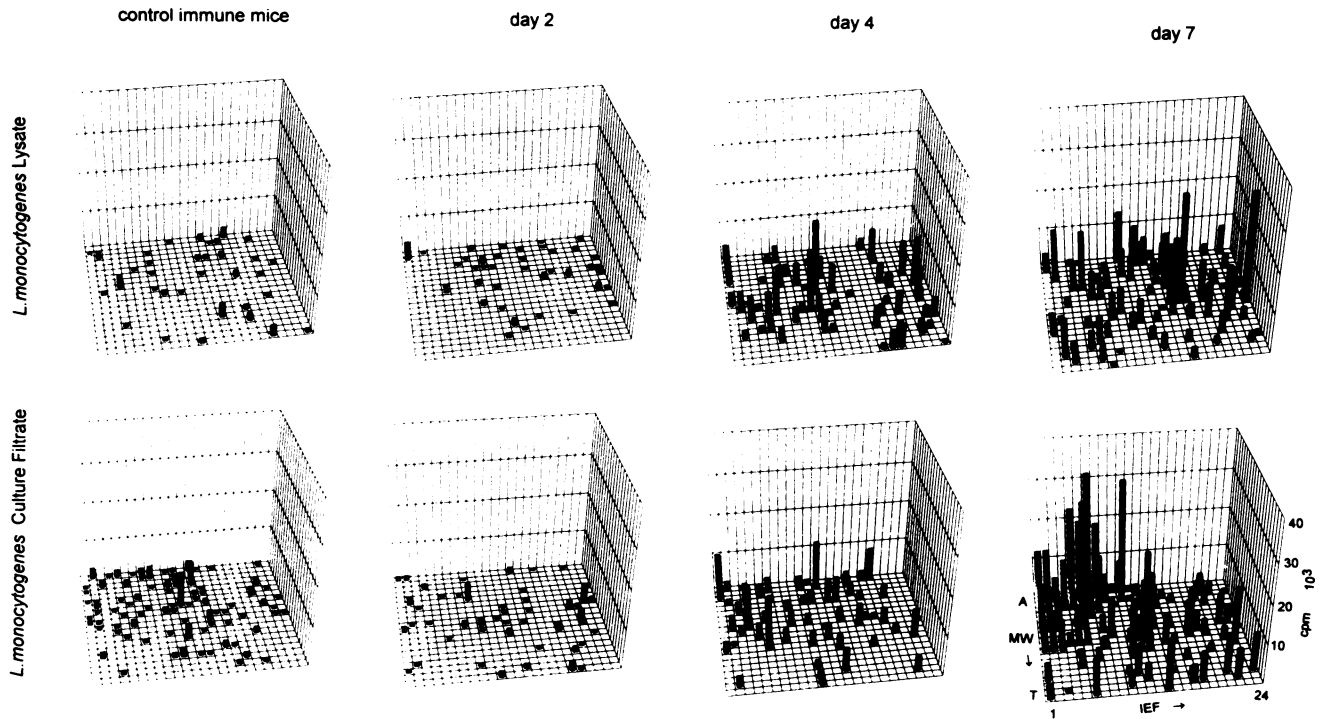 control immune mice
day 2
day 4
day 7
L.monocytogenes Lysate
L.monocytogenes Culture Filtrate
40
30
20
10
10³
cpm
A
MW
↓
T
1
IEF →
24